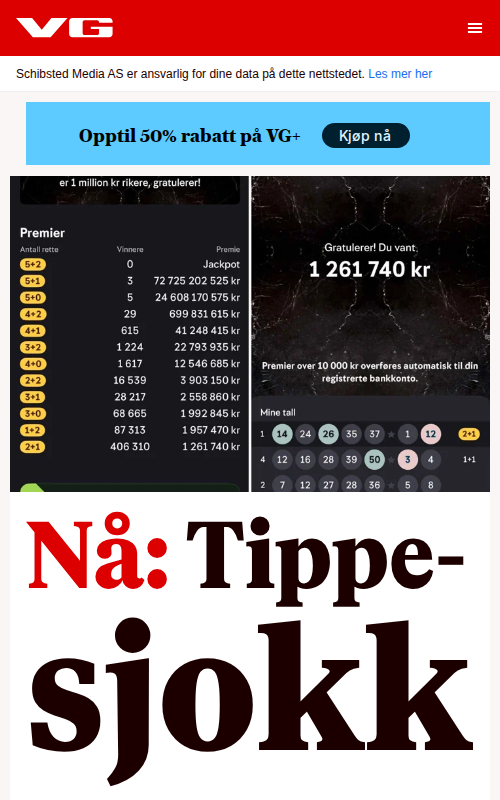 VG
Schibsted Media AS er ansvarlig for dine data på dette nettstedet. Les mer her
Opptil 50% rabatt på VG+ Kjøp nå
er 1 million kr rikere, gratulerer!
Premier
Antall rette Vinnere Premie
5+2 0 Jackpot
5+1 3 72 725 202 525 kr
5+0 5 24 608 170 575 kr
4+2 29 699 831 615 kr
4+1 615 41 248 415 kr
3+2 1 224 22 793 935 kr
4+0 1 617 12 546 685 kr
2+2 16 539 3 903 150 kr
3+1 28 217 2 558 860 kr
3+0 68 665 1 992 845 kr
1+2 87 313 1 957 470 kr
2+1 406 310 1 261 740 kr
Gratulerer! Du vant
1 261 740 kr
Premier over 10 000 kr overføres automatisk til din
registrerte bankkonto.
Mine tall
1 14 24 26 35 37 1 12 2+1
4 12 16 28 39 50 3 4 1+1
2 7 12 27 28 36 5 8
Nå: Tippe-
sjokk